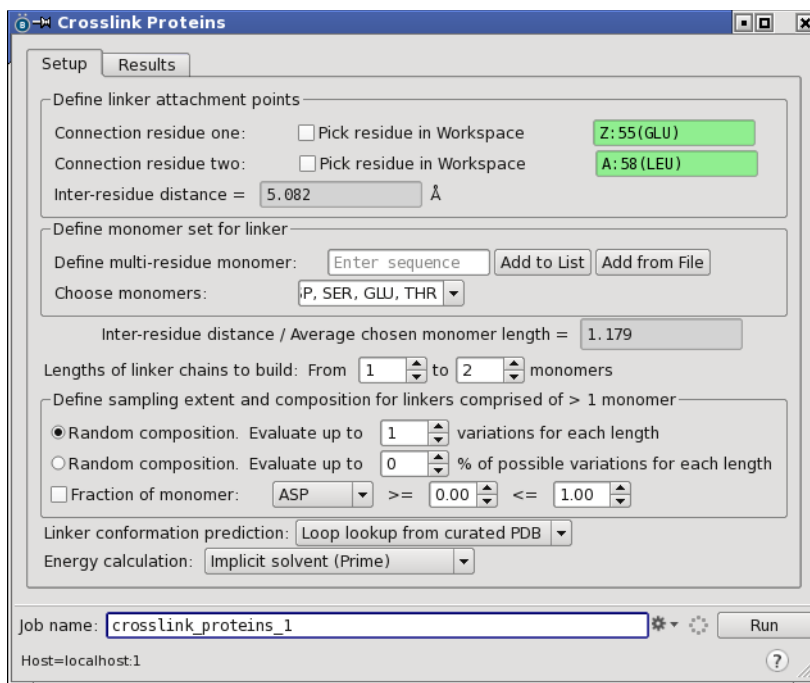 Crosslink Proteins
Setup Results
Define linker attachment points
Connection residue one: Pick residue in Workspace Z:55(GLU)
Connection residue two: Pick residue in Workspace A:58(LEU)
Inter-residue distance = 5.082 Å
Define monomer set for linker
Define multi-residue monomer: Enter sequence Add to List Add from File
Choose monomers: P, SER, GLU, THR
Inter-residue distance / Average chosen monomer length = 1.179
Lengths of linker chains to build: From 1 to 2 monomers
Define sampling extent and composition for linkers comprised of > 1 monomer
Random composition. Evaluate up to 1 variations for each length
Random composition. Evaluate up to 0 % of possible variations for each length
Fraction of monomer: ASP >= 0.00 <= 1.00
Linker conformation prediction: Loop lookup from curated PDB
Energy calculation: Implicit solvent (Prime)
Job name: crosslink_proteins_1 Run
Host=localhost:1 ?